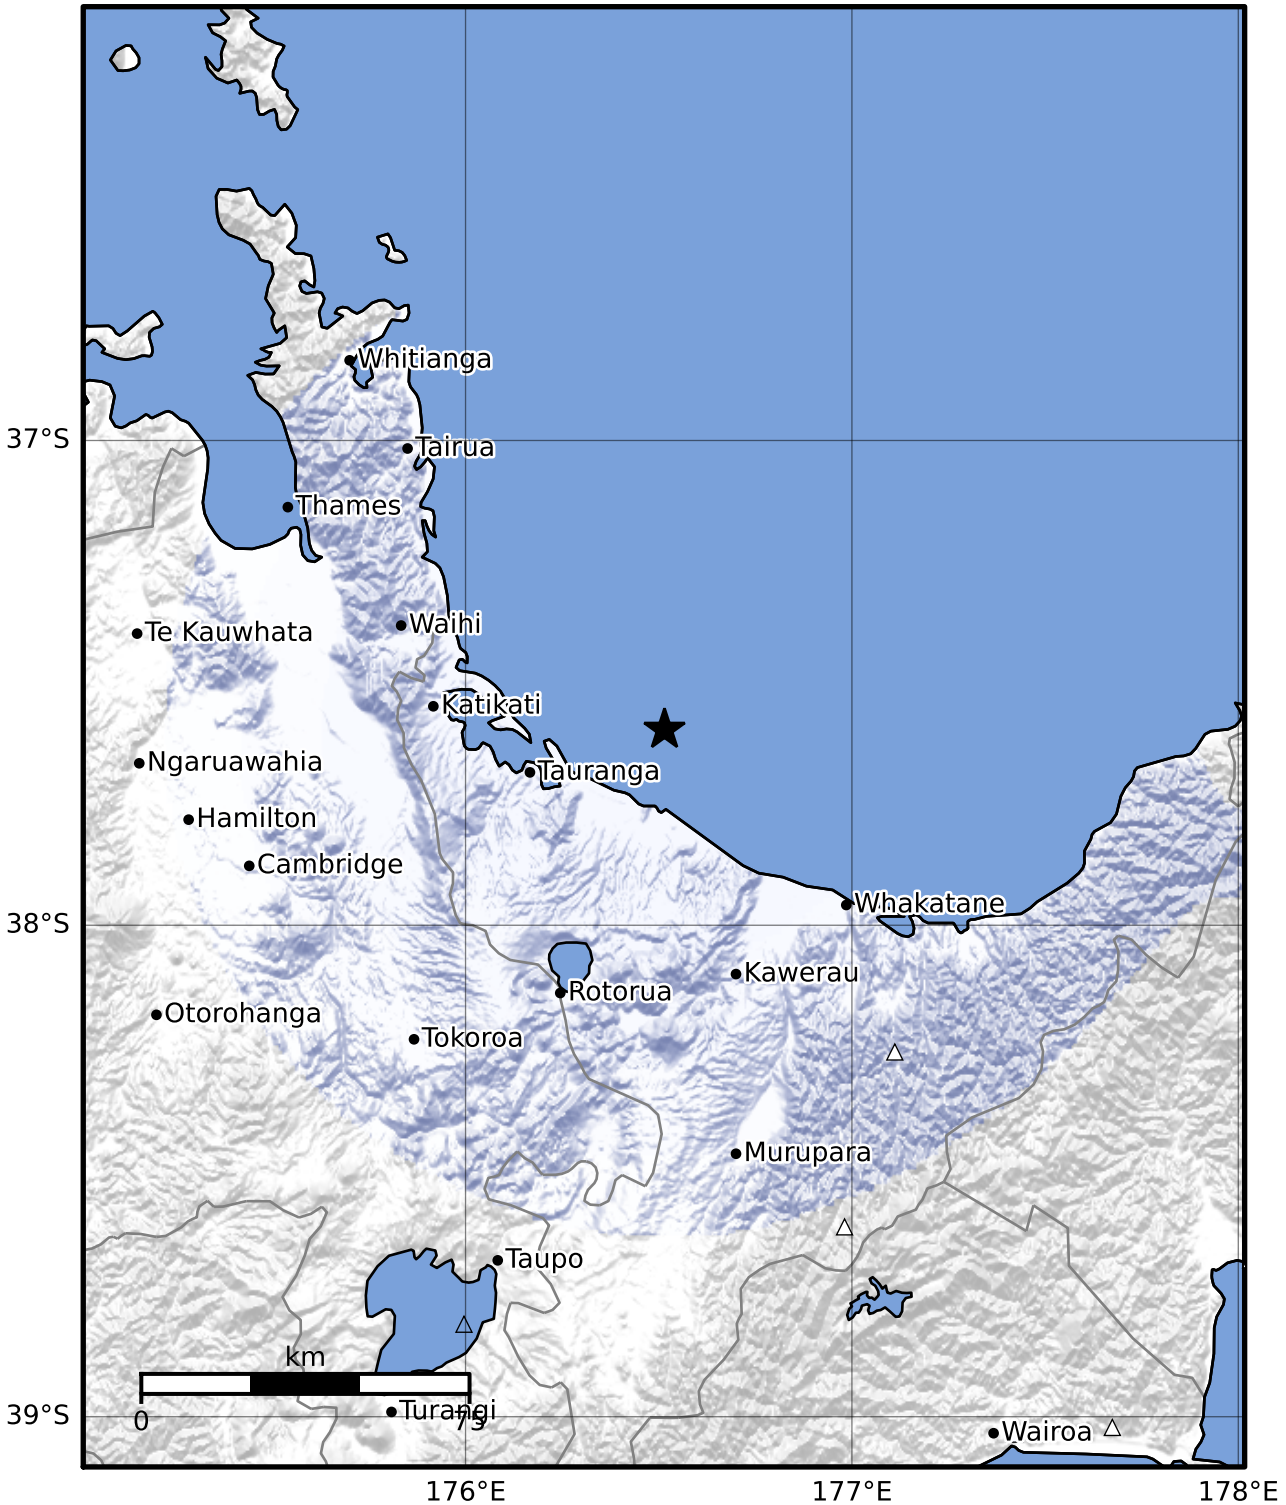 Whitianga
37°S
Tairua
Thames
Waihi
Te Kauwhata
Katikati
Ngaruawahia
Tauranga
Hamilton
Cambridge
Whakatane
38°S
Kawerau
Rotorua
Otorohanga
Tokoroa
Murupara
Taupo
km
0
75
Turangi
39°S
Wairoa
176°E
177°E
178°E